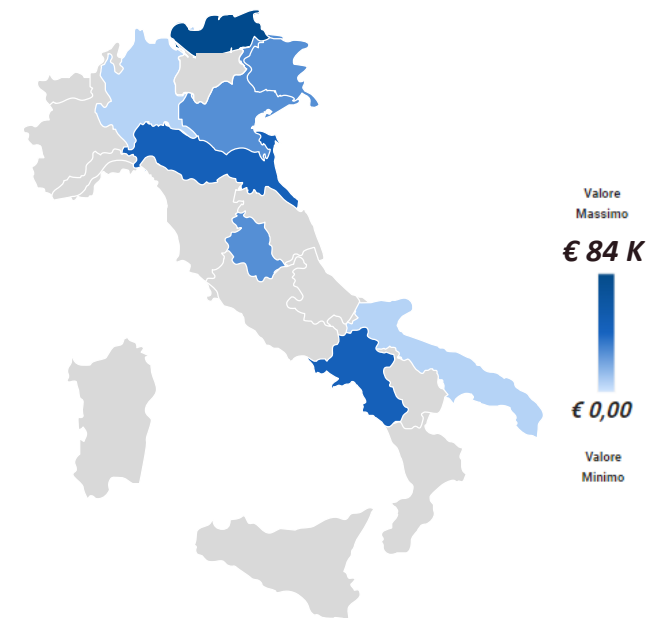 Valore
Massimo
€ 84 K
€ 0,00
Valore
Minimo